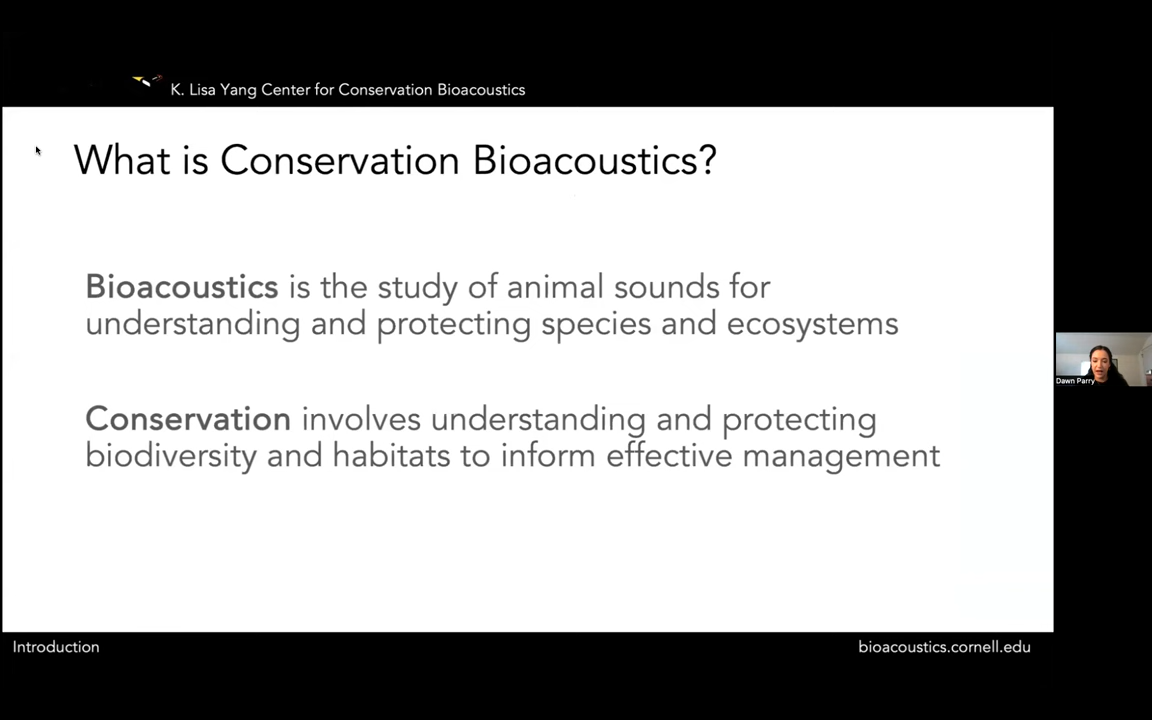 K. Lisa Yang Center for Conservation Bioacoustics
What is Conservation Bioacoustics?
Bioacoustics is the study of animal sounds for
understanding and protecting species and ecosystems
Conservation involves understanding and protecting
biodiversity and habitats to inform effective management
Dawn Parry
Introduction
bioacoustics.cornell.edu